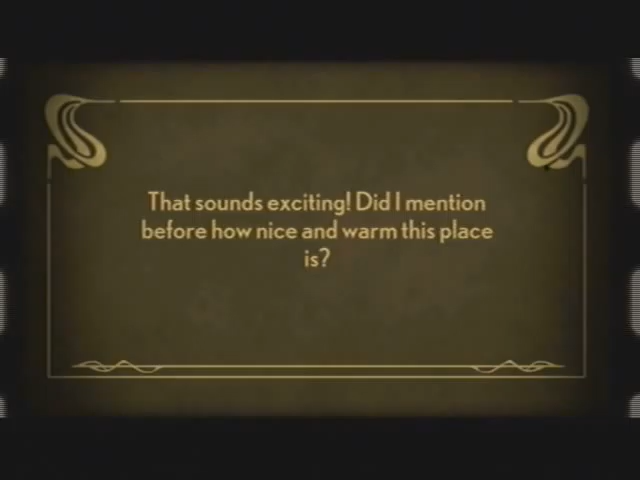 That sounds exciting! Did I mention
before how nice and warm this place
is?